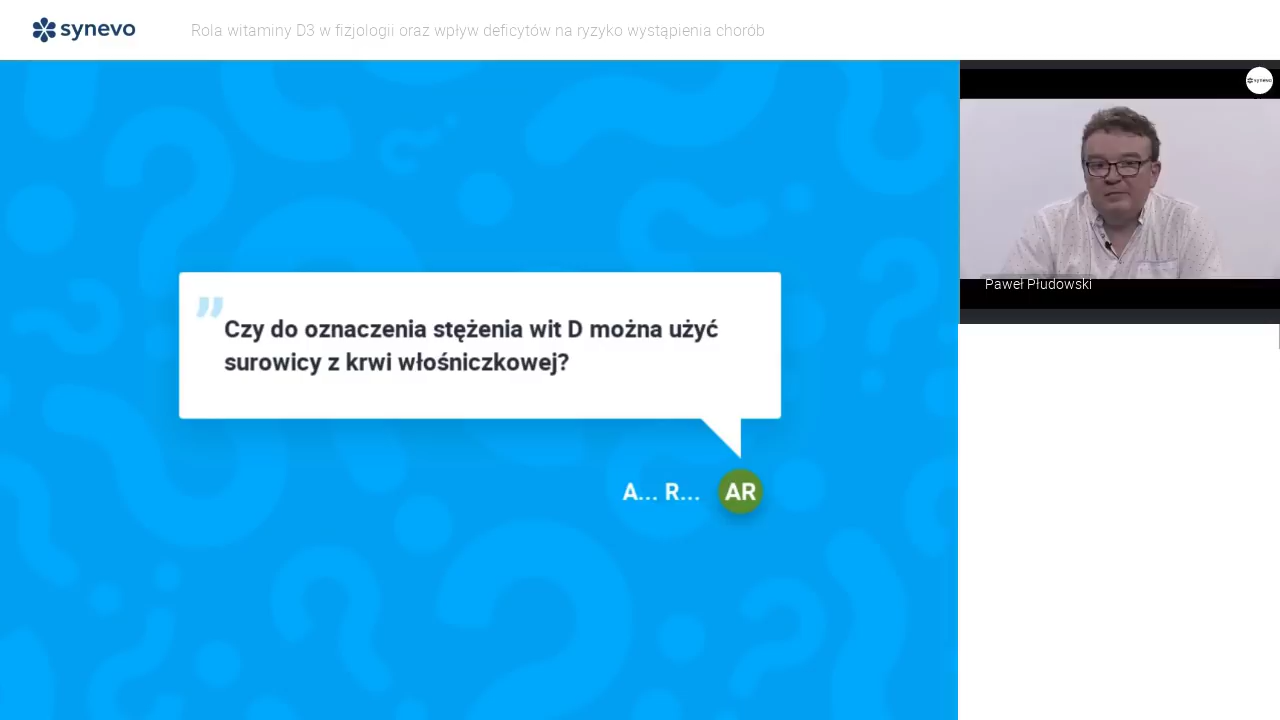 synevo
Rola witaminy D3 w fizjologii oraz wpływ deficytów na ryzyko wystąpienia chorób
synevo
Paweł Płudowski
”
Czy do oznaczenia stężenia wit D można użyć
surowicy z krwi włośniczkowej?
A... R...
AR